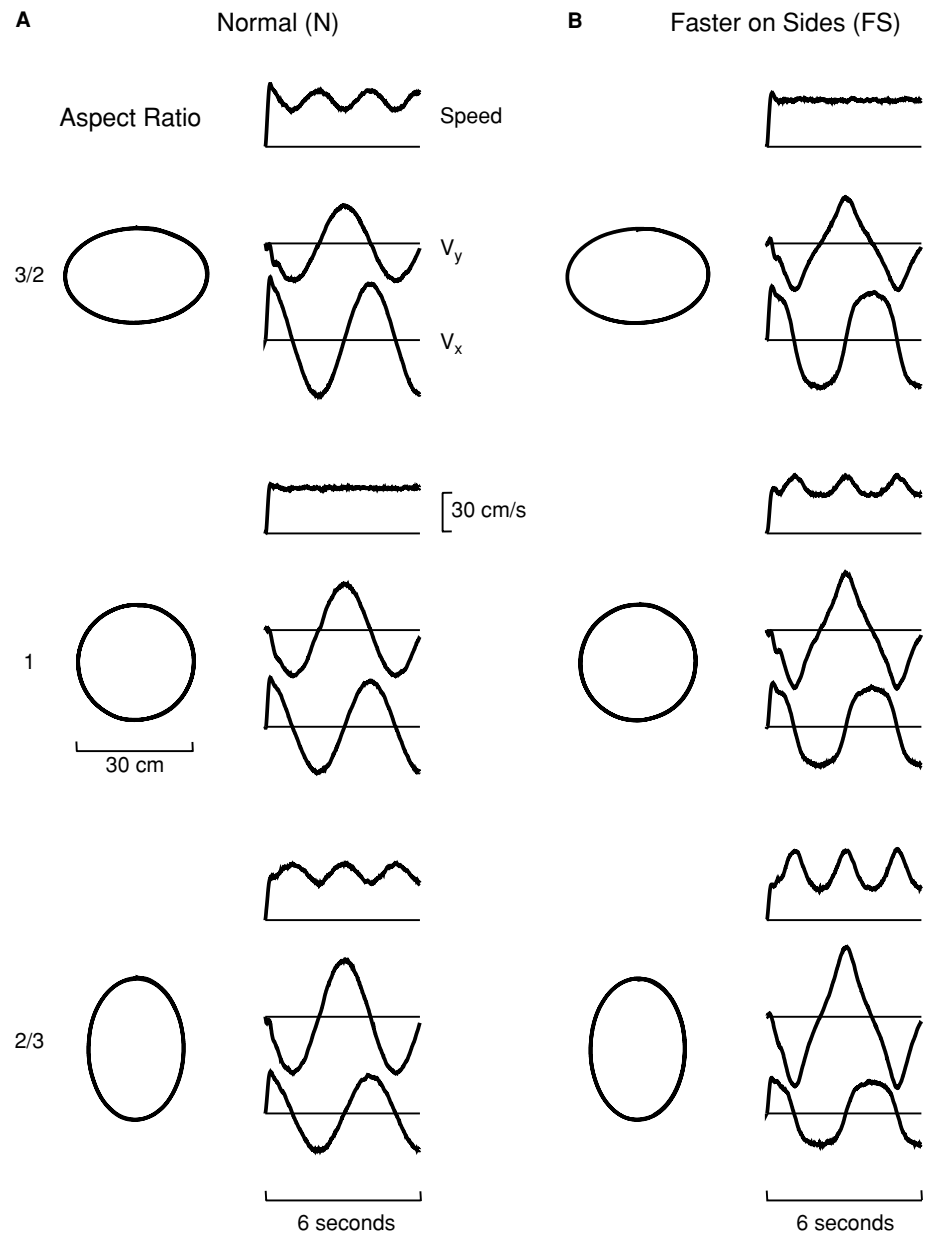 A
Normal (N)
B
Faster on Sides (FS)
Aspect Ratio
Speed
3/2
Vy
Vx
30 cm/s
1
30 cm
2/3
6 seconds
6 seconds